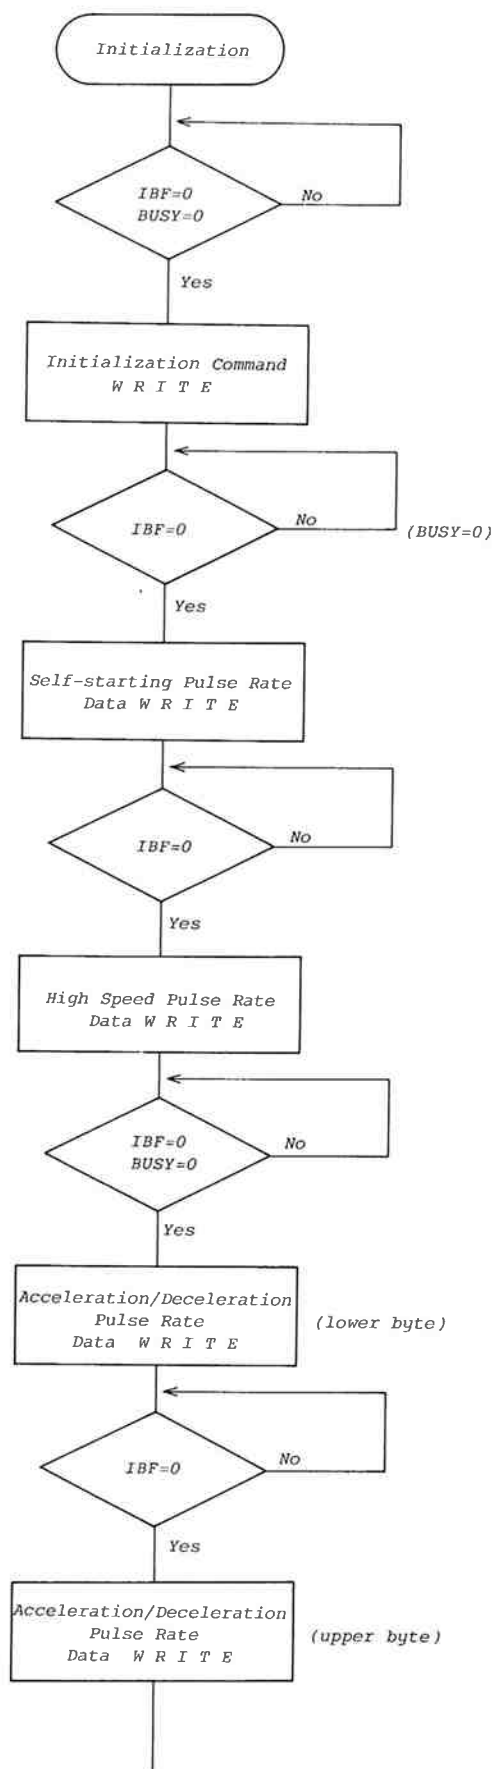 Initialization
IBF=0
BUSY=0
No
Yes
Initialization Command
W R I T E
IBF=0
No
(BUSY=0)
Yes
Self-starting Pulse Rate
Data W R I T E
IBF=0
No
Yes
High Speed Pulse Rate
Data W R I T E
IBF=0
BUSY=0
No
Yes
Acceleration/Deceleration
Pulse Rate
Data W R I T E
(lower byte)
IBF=0
No
Yes
Acceleration/Deceleration
Pulse Rate
Data W R I T E
(upper byte)